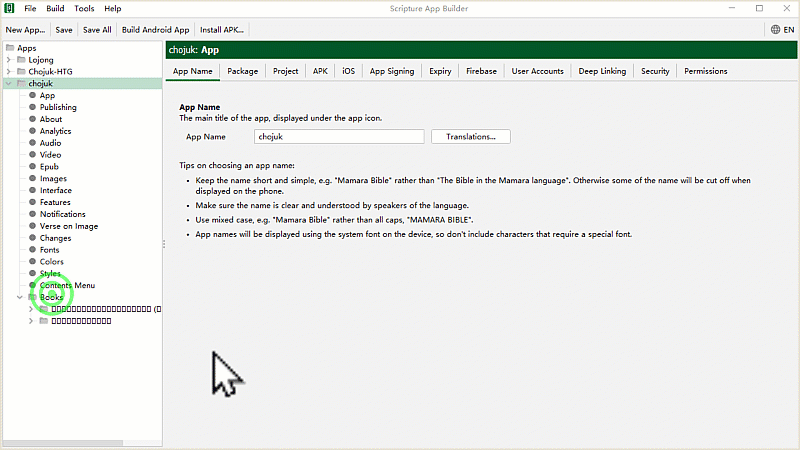 File Build Tools Help
Scripture App Builder
New App... Save Save All Build Android App Install APK... EN
Apps
Lojong
Chojuk-HTG
chojuk
App
Publishing
About
Analytics
Audio
Video
Epub
Images
Interface
Features
Notifications
Verse on Image
Changes
Fonts
Colors
Styles
Contents Menu
Books
chojuk: App
App Name Package Project APK iOS App Signing Expiry Firebase User Accounts Deep Linking Security Permissions
App Name
The main title of the app, displayed under the app icon.
App Name chojuk Translations...
Tips on choosing an app name:
• Keep the name short and simple, e.g. "Mamara Bible" rather than "The Bible in the Mamara language". Otherwise some of the name will be cut off when
displayed on the phone.
• Make sure the name is clear and understood by speakers of the language.
• Use mixed case, e.g. "Mamara Bible" rather than all caps, "MAMARA BIBLE".
• App names will be displayed using the system font on the device, so don't include characters that require a special font.